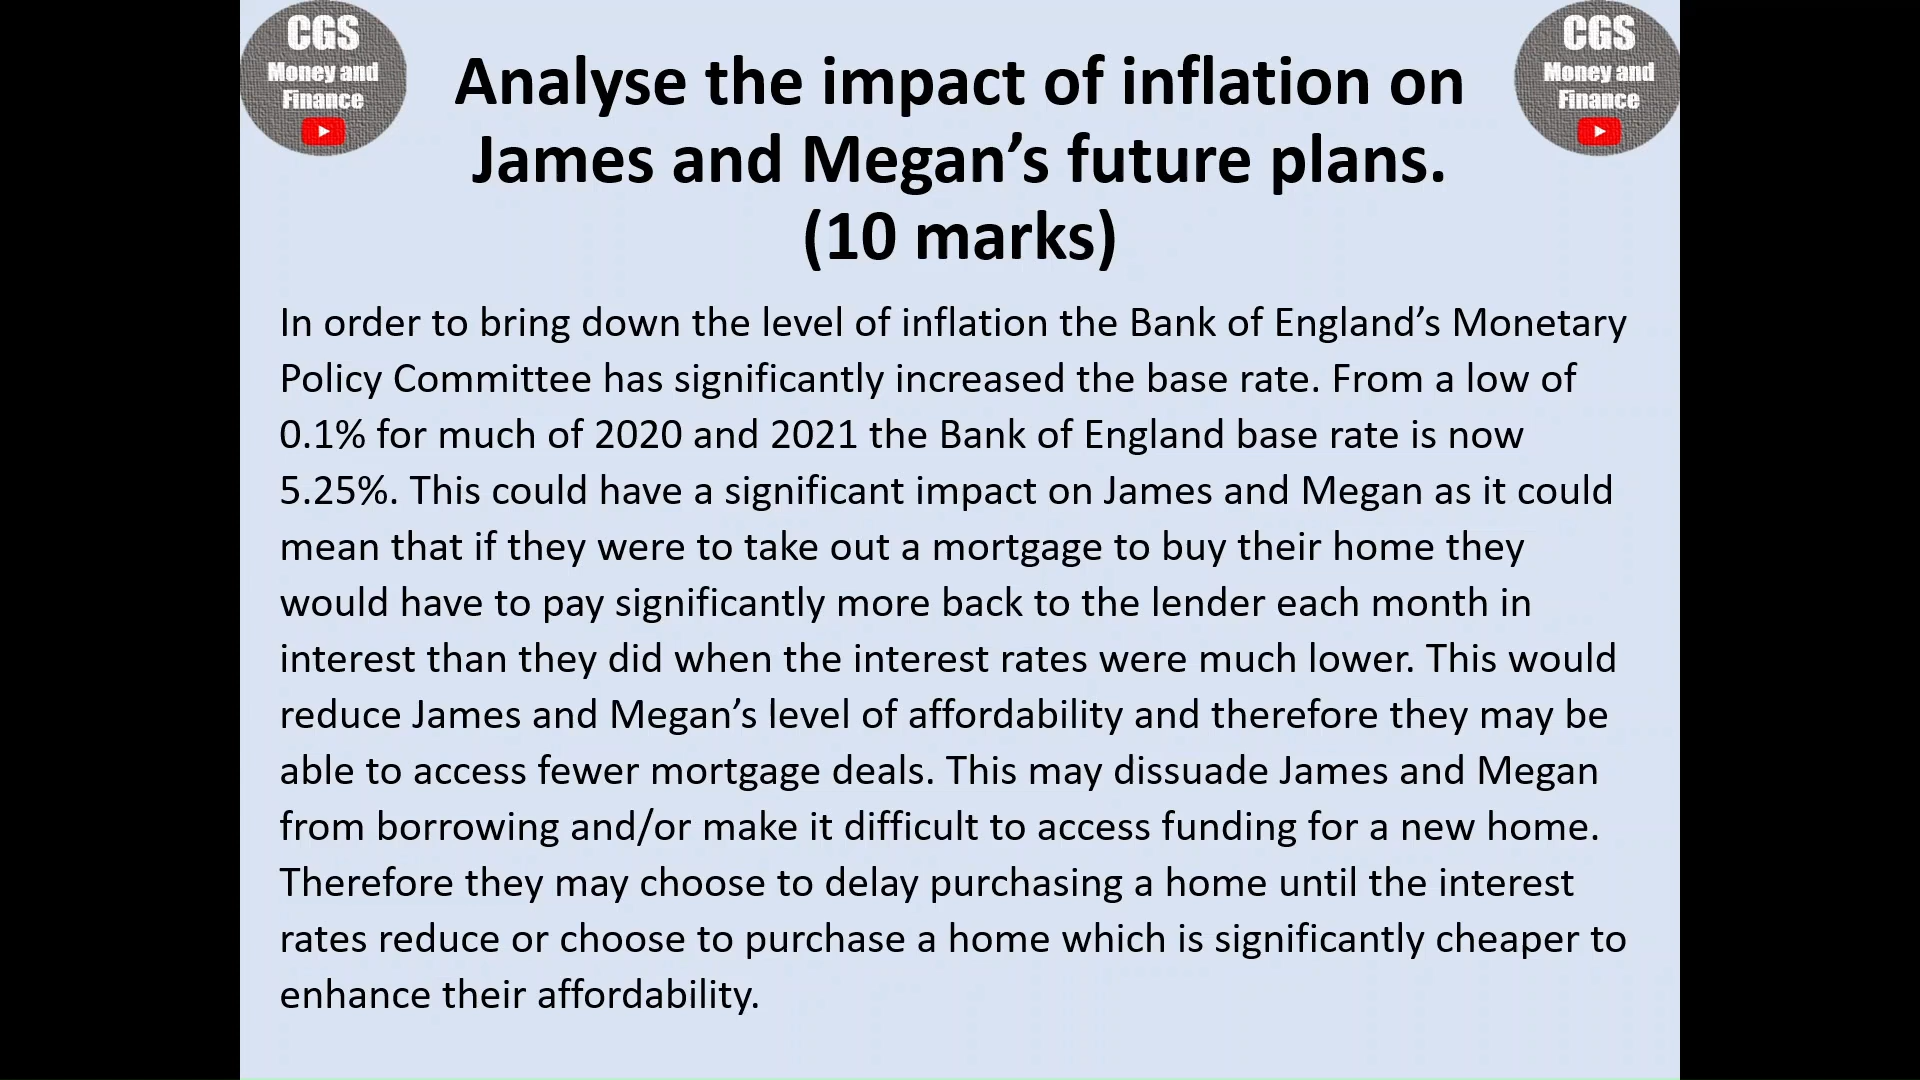 CGS
Money and
Finance
CGS
Money and
Finance
Analyse the impact of inflation on
James and Megan’s future plans.
(10 marks)
In order to bring down the level of inflation the Bank of England’s Monetary
Policy Committee has significantly increased the base rate. From a low of
0.1% for much of 2020 and 2021 the Bank of England base rate is now
5.25%. This could have a significant impact on James and Megan as it could
mean that if they were to take out a mortgage to buy their home they
would have to pay significantly more back to the lender each month in
interest than they did when the interest rates were much lower. This would
reduce James and Megan’s level of affordability and therefore they may be
able to access fewer mortgage deals. This may dissuade James and Megan
from borrowing and/or make it difficult to access funding for a new home.
Therefore they may choose to delay purchasing a home until the interest
rates reduce or choose to purchase a home which is significantly cheaper to
enhance their affordability.